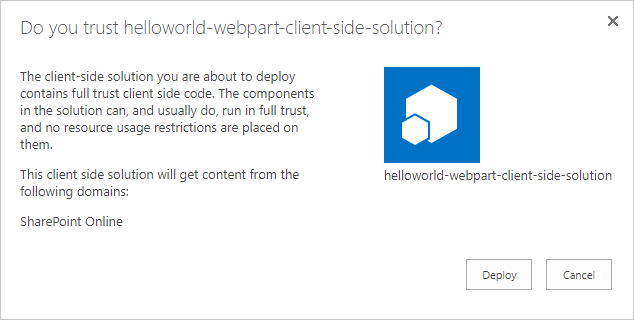 Do you trust helloworld-webpart-client-side-solution?
The client-side solution you are about to deploy
contains full trust client side code. The components
in the solution can, and usually do, run in full trust,
and no resource usage restrictions are placed on
them.
This client side solution will get content from the
following domains:
SharePoint Online
helloworld-webpart-client-side-solution
Deploy
Cancel